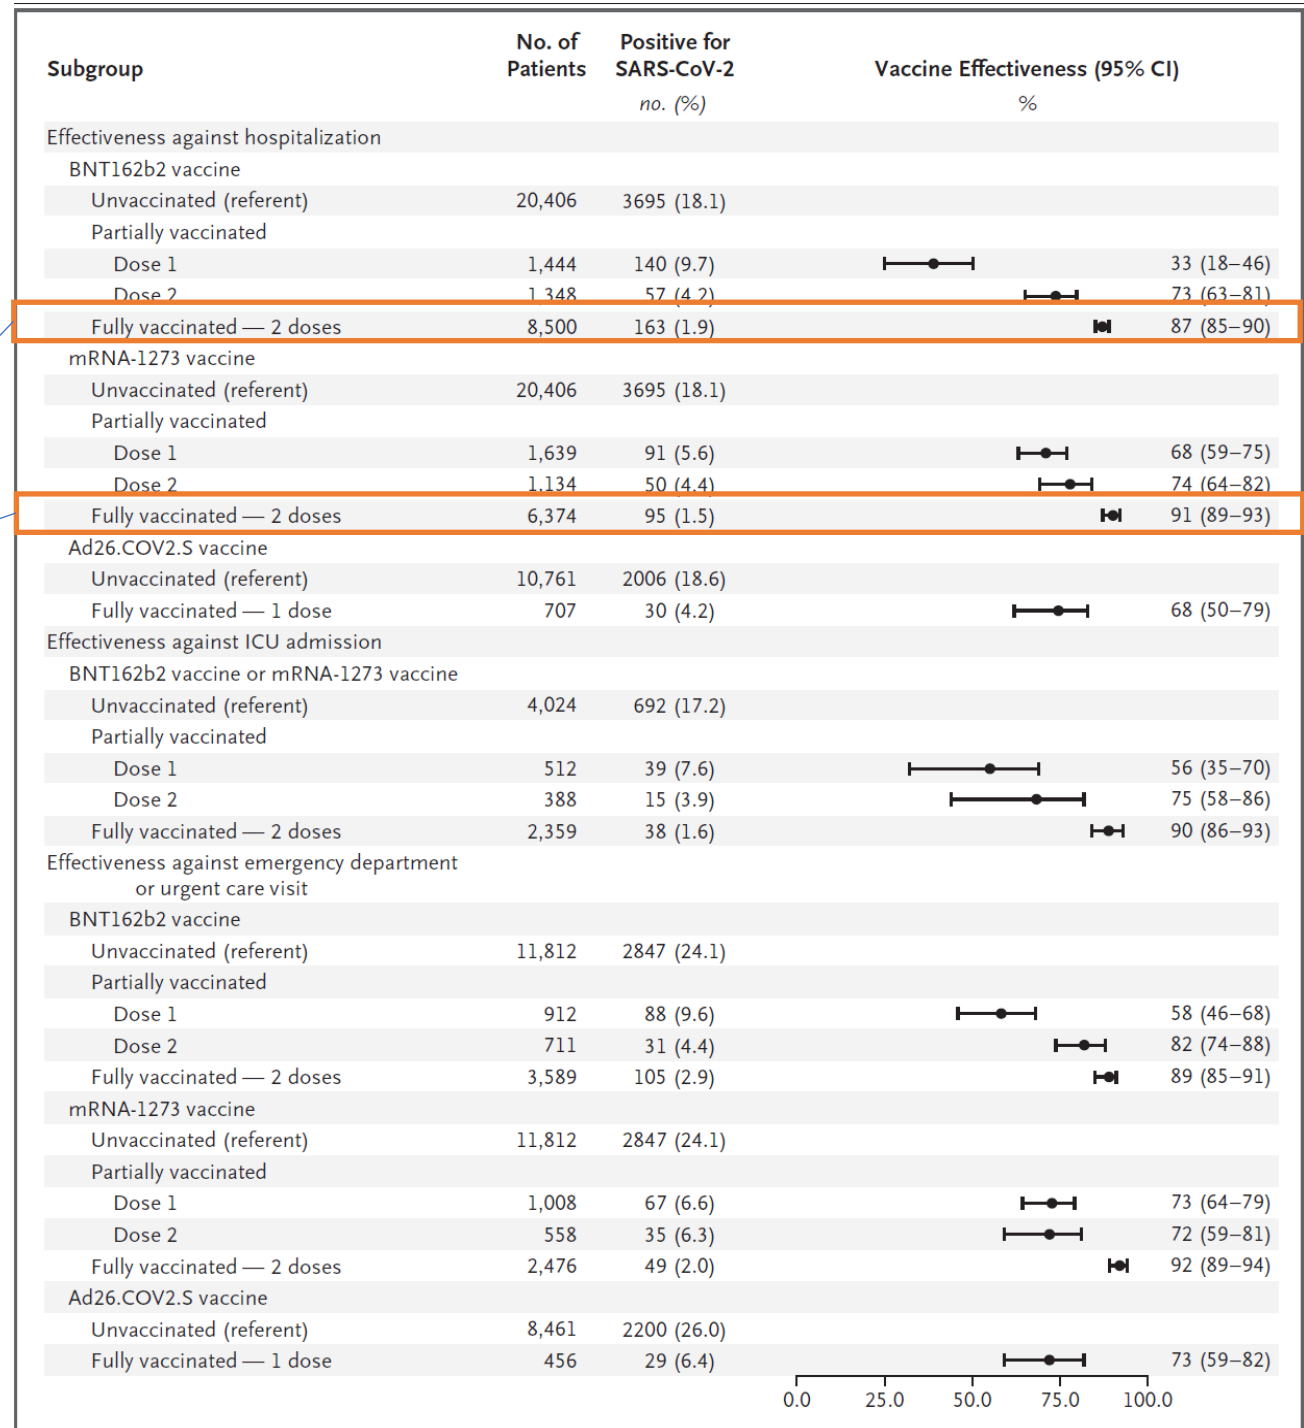 No. of Positive for
Subgroup Patients SARS-CoV-2 Vaccine Effectiveness (95% CI)
no. (%) %
Effectiveness against hospitalization
BNT162b2 vaccine
Unvaccinated (referent) 20,406 3695 (18.1)
Partially vaccinated
Dose 1 1,444 140 (9.7) 33 (18–46)
Dose 2 1,348 57 (4.2) 73 (63–81)
Fully vaccinated — 2 doses 8,500 163 (1.9) 87 (85–90)
mRNA-1273 vaccine
Unvaccinated (referent) 20,406 3695 (18.1)
Partially vaccinated
Dose 1 1,639 91 (5.6) 68 (59–75)
Dose 2 1,134 50 (4.4) 74 (64–82)
Fully vaccinated — 2 doses 6,374 95 (1.5) 91 (89–93)
Ad26.COV2.S vaccine
Unvaccinated (referent) 10,761 2006 (18.6)
Fully vaccinated — 1 dose 707 30 (4.2) 68 (50–79)
Effectiveness against ICU admission
BNT162b2 vaccine or mRNA-1273 vaccine
Unvaccinated (referent) 4,024 692 (17.2)
Partially vaccinated
Dose 1 512 39 (7.6) 56 (35–70)
Dose 2 388 15 (3.9) 75 (58–86)
Fully vaccinated — 2 doses 2,359 38 (1.6) 90 (86–93)
Effectiveness against emergency department
or urgent care visit
BNT162b2 vaccine
Unvaccinated (referent) 11,812 2847 (24.1)
Partially vaccinated
Dose 1 912 88 (9.6) 58 (46–68)
Dose 2 711 31 (4.4) 82 (74–88)
Fully vaccinated — 2 doses 3,589 105 (2.9) 89 (85–91)
mRNA-1273 vaccine
Unvaccinated (referent) 11,812 2847 (24.1)
Partially vaccinated
Dose 1 1,008 67 (6.6) 73 (64–79)
Dose 2 558 35 (6.3) 72 (59–81)
Fully vaccinated — 2 doses 2,476 49 (2.0) 92 (89–94)
Ad26.COV2.S vaccine
Unvaccinated (referent) 8,461 2200 (26.0)
Fully vaccinated — 1 dose 456 29 (6.4) 73 (59–82)
0.0 25.0 50.0 75.0 100.0